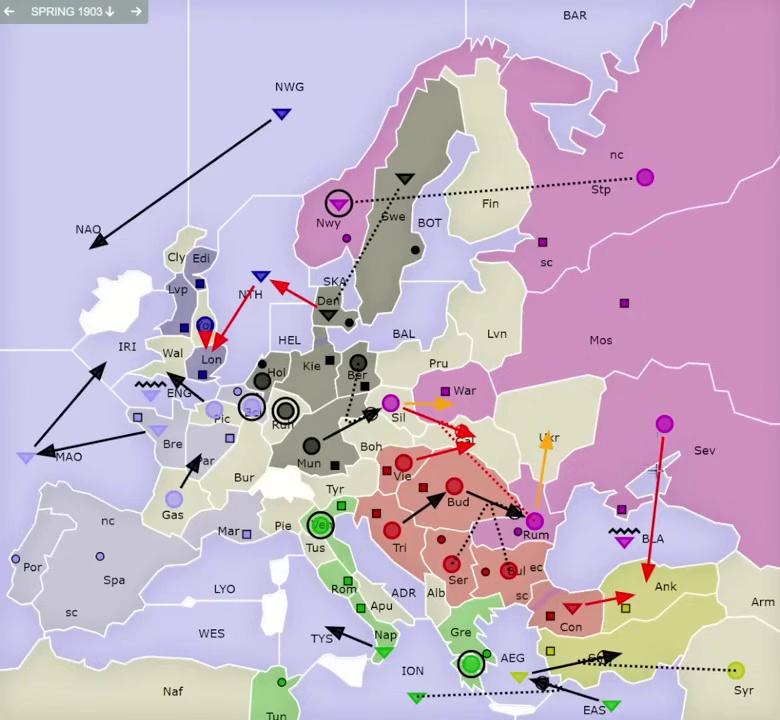 ← SPRING 1903 ↓ →
BAR
NWG
nc
Stp
NAO
Nwy
Fin
Swe
BOT
Cly
Edi
sc
NTH
SKA
Den
Lvp
Mos
IRI
Lon
HEL
BAL
Lvn
Wal
Hol
Kie
Ber
Pru
ENG
War
Pic
Bel
Ruh
Sil
Bre
Gal
Ukr
MAO
Par
Mun
Boh
Sev
Bur
Vie
Tyr
Bud
Gas
nc
Mar
Pie
Ven
Tri
Rum
BLA
Por
Spa
Tus
Ser
Bul
ec
Ank
LYO
Rom
ADR
Alb
sc
Arm
Apu
Con
sc
WES
TYS
Nap
Gre
ION
AEG
Naf
Syr
Tun
EAS